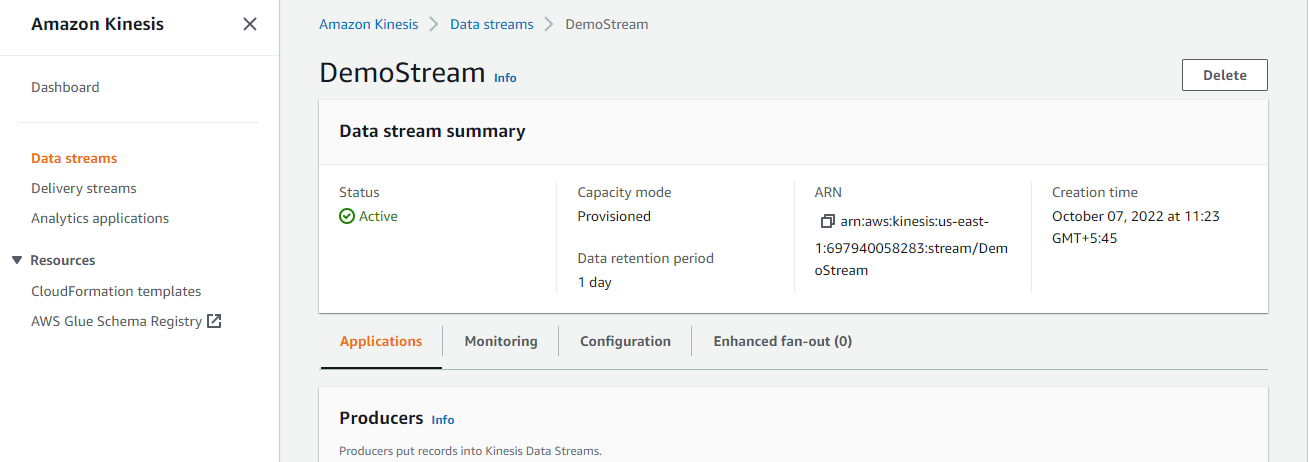 Amazon Kinesis
Dashboard
Data streams
Delivery streams
Analytics applications
Resources
CloudFormation templates
AWS Glue Schema Registry
Amazon Kinesis
Data streams
DemoStream
DemoStream Info
Delete
Data stream summary
Status
Active
Capacity mode
Provisioned
Data retention period
1 day
ARN
arn:aws:kinesis:us-east-
1:697940058283:stream/Dem
oStream
Creation time
October 07, 2022 at 11:23
GMT+5:45
Applications
Monitoring
Configuration
Enhanced fan-out (0)
Producers Info
Producers put records into Kinesis Data Streams.